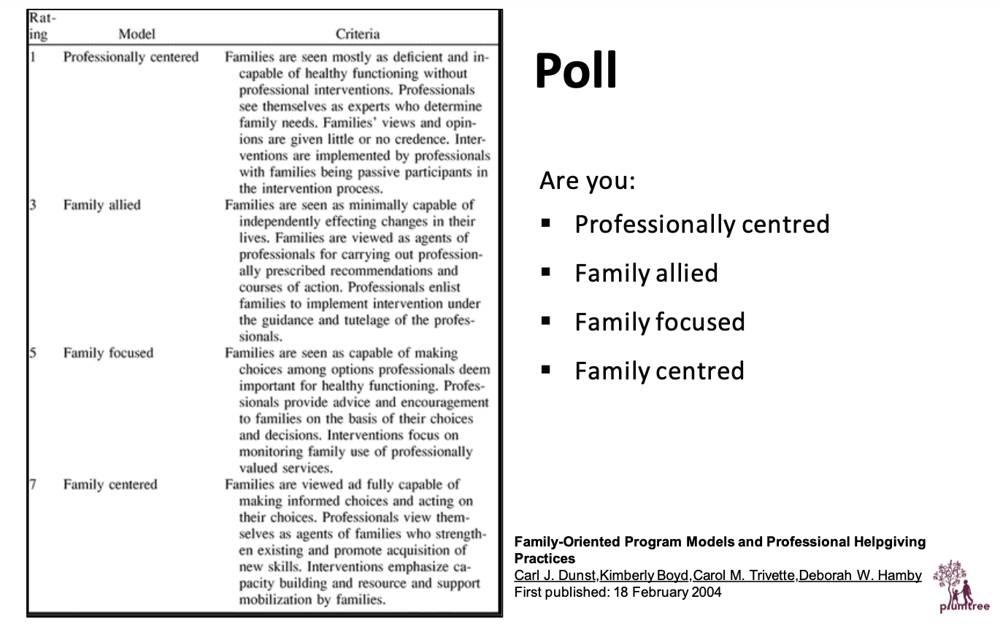 Rat-
ing Model Criteria
1 Professionally centered Families are seen mostly as deficient and in-
capable of healthy functioning without
professional interventions. Professionals
see themselves as experts who determine
family needs. Families' views and opin-
ions are given little or no credence. Inter-
ventions are implemented by professionals
with families being passive participants in
the intervention process.
3 Family allied Families are seen as minimally capable of
independently effecting changes in their
lives. Families are viewed as agents of
professionals for carrying out profession-
ally prescribed recommendations and
courses of action. Professionals enlist
families to implement intervention under
the guidance and tutelage of the profes-
sionals.
5 Family focused Families are seen as capable of making
choices among options professionals deem
important for healthy functioning. Profes-
sionals provide advice and encouragement
to families on the basis of their choices
and decisions. Interventions focus on
monitoring family use of professionally
valued services.
7 Family centered Families are viewed ad fully capable of
making informed choices and acting on
their choices. Professionals view them-
selves as agents of families who strength-
en existing and promote acquisition of
new skills. Interventions emphasize ca-
pacity building and resource and support
mobilization by families.
Poll
Are you:
▪ Professionally centred
▪ Family allied
▪ Family focused
▪ Family centred
Family-Oriented Program Models and Professional Helpgiving
Practices
Carl J. Dunst,Kimberly Boyd,Carol M. Trivette,Deborah W. Hamby
First published: 18 February 2004
plumtree